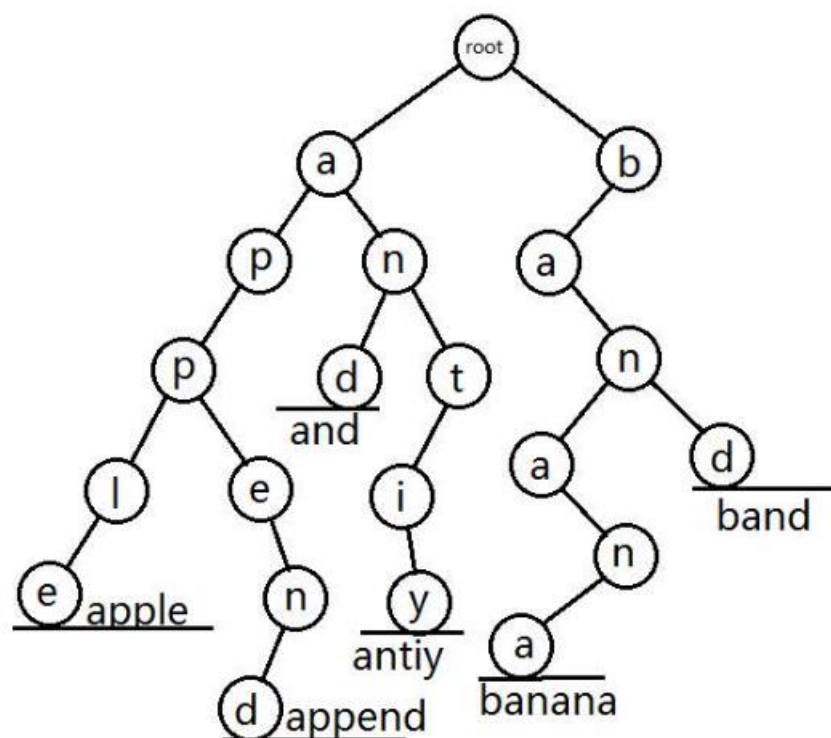 root
a b
p n a
p d t n
and
l e i a d
band
e apple n y n
antiy a
d append banana